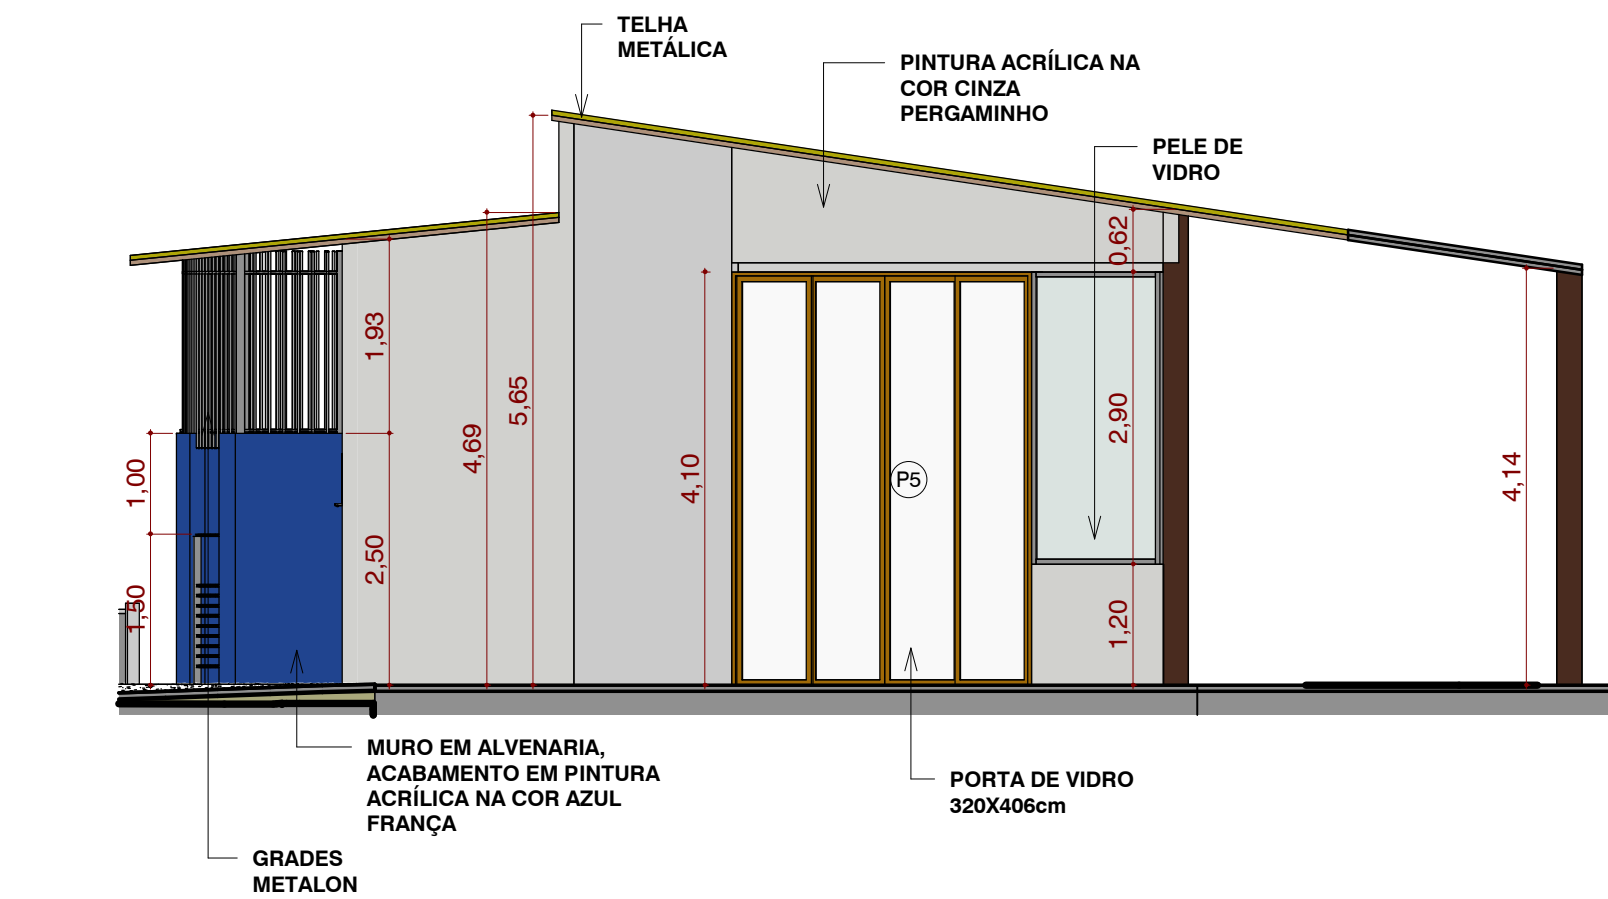 TELHA
METÁLICA
PINTURA ACRÍLICA NA
COR CINZA
PERGAMINHO
PELE DE
VIDRO
0,62
1,93
5,65
4,69
4,10
2,90
4,14
P5
1,00
2,50
1,50
1,20
MURO EM ALVENARIA,
ACABAMENTO EM PINTURA
ACRÍLICA NA COR AZUL
FRANÇA
PORTA DE VIDRO
320X406cm
GRADES
METALON